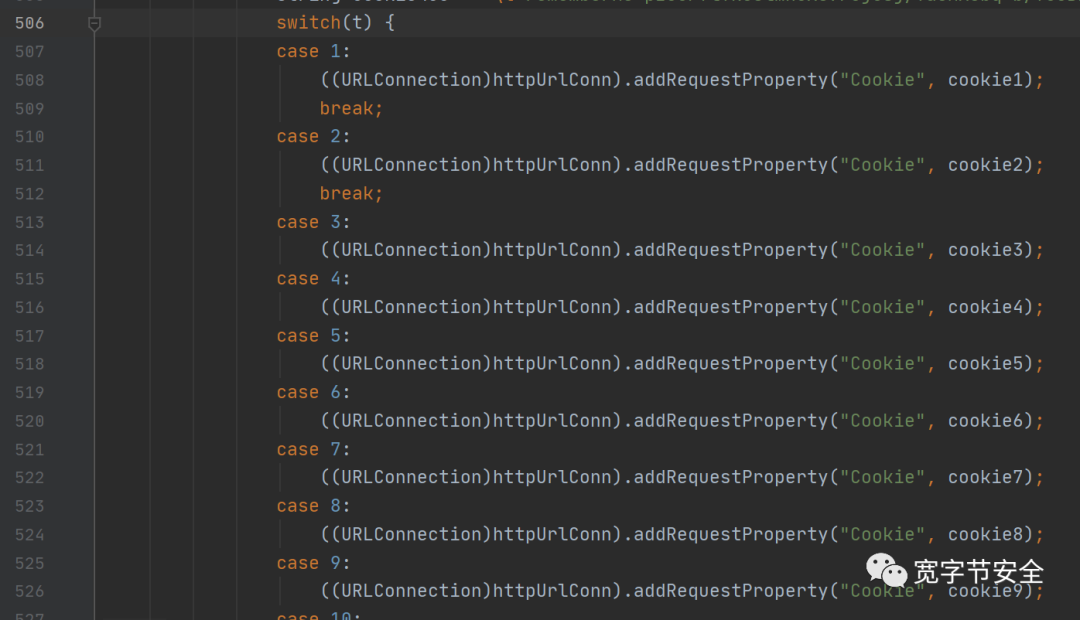 506 switch(t) {
507 case 1:
508 ((URLConnection)httpUrlConn).addRequestProperty("Cookie", cookie1);
509 break;
510 case 2:
511 ((URLConnection)httpUrlConn).addRequestProperty("Cookie", cookie2);
512 break;
513 case 3:
514 ((URLConnection)httpUrlConn).addRequestProperty("Cookie", cookie3);
515 case 4:
516 ((URLConnection)httpUrlConn).addRequestProperty("Cookie", cookie4);
517 case 5:
518 ((URLConnection)httpUrlConn).addRequestProperty("Cookie", cookie5);
519 case 6:
520 ((URLConnection)httpUrlConn).addRequestProperty("Cookie", cookie6);
521 case 7:
522 ((URLConnection)httpUrlConn).addRequestProperty("Cookie", cookie7);
523 case 8:
524 ((URLConnection)httpUrlConn).addRequestProperty("Cookie", cookie8);
525 case 9:
526 ((URLConnection)httpUrlConn).addRequestProperty("Cookie", cookie9);
527 case 10:
宽字节安全